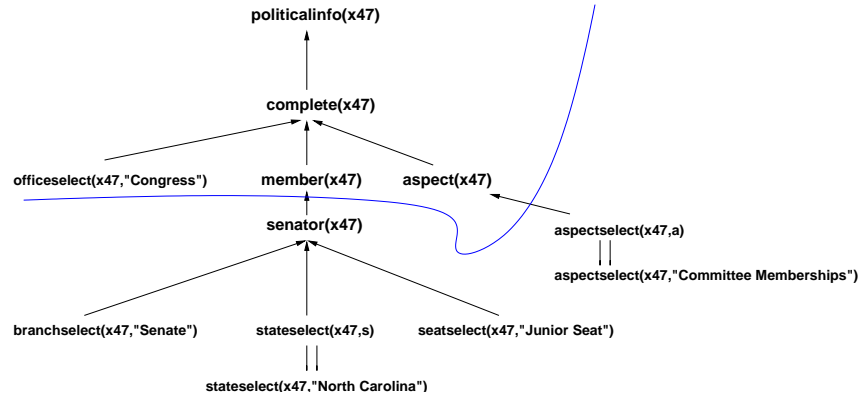 politicalinfo(x47)
complete(x47)
officeselect(x47,"Congress")
member(x47)
aspect(x47)
senator(x47)
aspectselect(x47,a)
aspectselect(x47,"Committee Memberships")
branchselect(x47,"Senate")
stateselect(x47,s)
seatselect(x47,"Junior Seat")
stateselect(x47,"North Carolina")